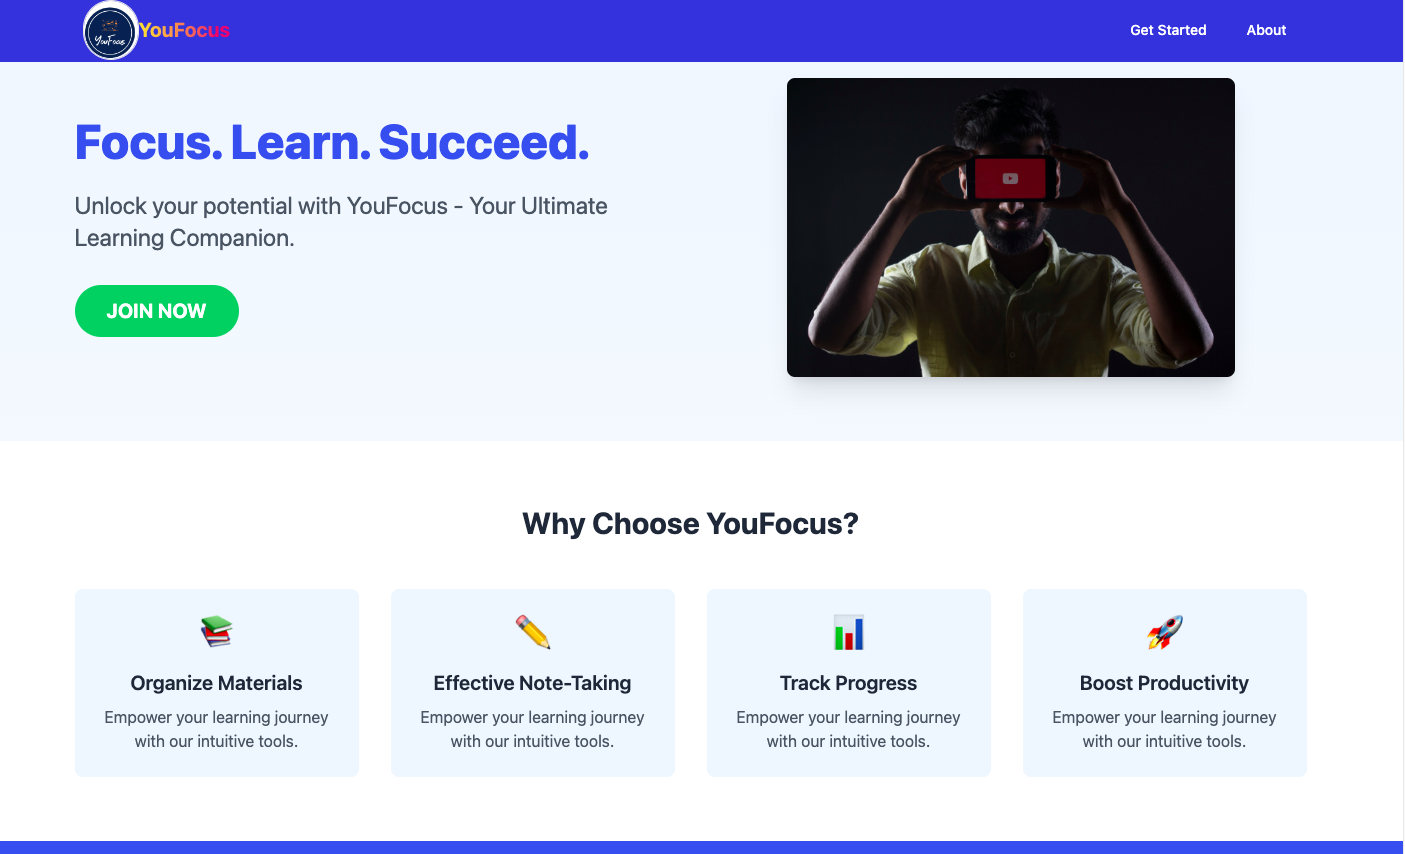 YouFocus
YouFocus
Get Started
About
Focus. Learn. Succeed.
Unlock your potential with YouFocus - Your Ultimate
Learning Companion.
JOIN NOW
Why Choose YouFocus?
Organize Materials
Empower your learning journey
with our intuitive tools.
Effective Note-Taking
Empower your learning journey
with our intuitive tools.
Track Progress
Empower your learning journey
with our intuitive tools.
Boost Productivity
Empower your learning journey
with our intuitive tools.